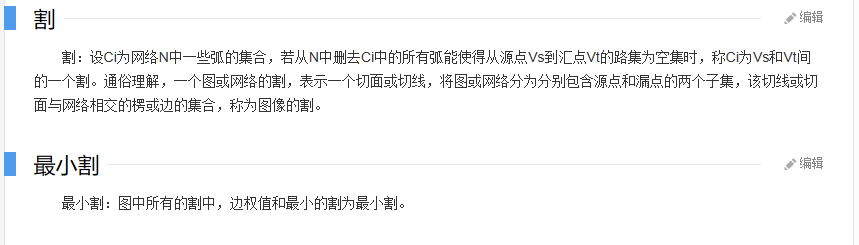 割
编辑
割：设Ci为网络N中一些弧的集合，若从N中删去Ci中的所有弧能使得从源点Vs到汇点Vt的路集为空集时，称Ci为Vs和Vt间
的一个割。通俗理解，一个图或网络的割，表示一个切面或切线，将图或网络分为分别包含源点和漏点的两个子集，该切线或切
面与网络相交的楞或边的集合，称为图像的割。
最小割
编辑
最小割：图中所有的割中，边权值和最小的割为最小割。